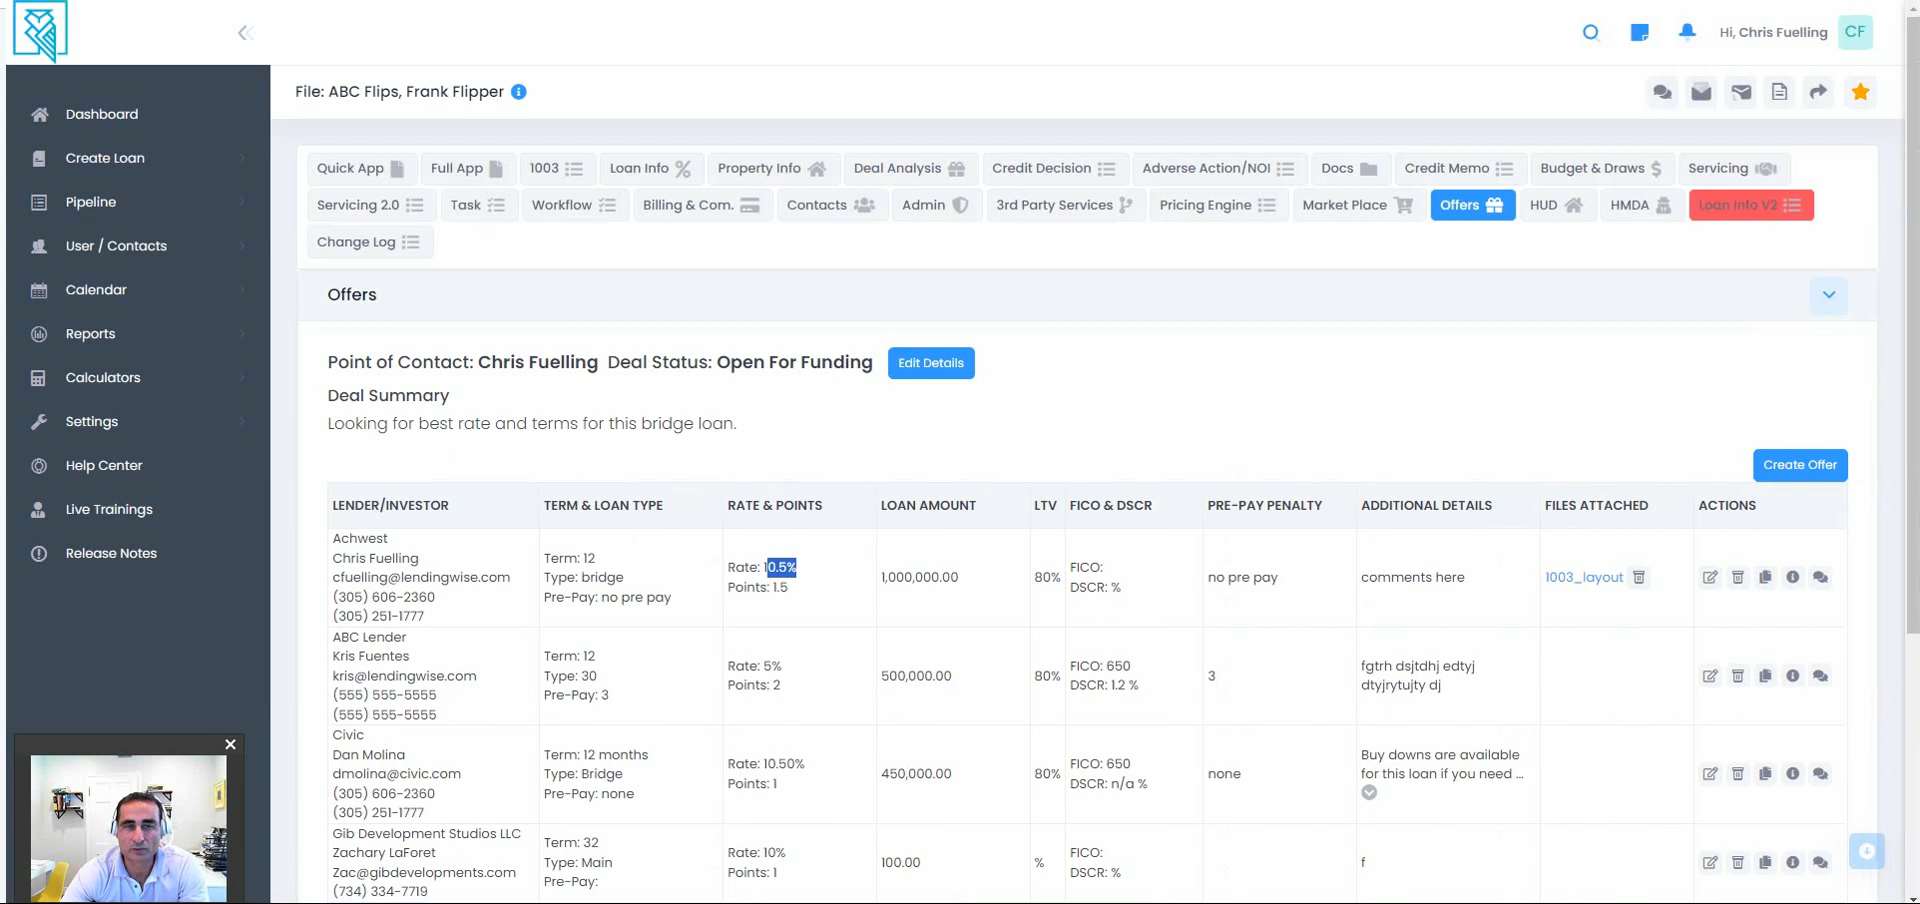 Hi, Chris Fuelling CF
File: ABC Flips, Frank Flipper
Dashboard
Create Loan
Pipeline
User / Contacts
Calendar
Reports
Calculators
Settings
Help Center
Live Trainings
Release Notes
Quick App Full App 1003 Loan Info Property Info Deal Analysis Credit Decision Adverse Action/NOI Docs Credit Memo Budget & Draws Servicing
Servicing 2.0 Task Workflow Billing & Com. Contacts Admin 3rd Party Services Pricing Engine Market Place Offers HUD HMDA Loan Info V2
Change Log
Offers
Point of Contact: Chris Fuelling Deal Status: Open For Funding Edit Details
Deal Summary
Looking for best rate and terms for this bridge loan.
Create Offer
LENDER/INVESTOR TERM & LOAN TYPE RATE & POINTS LOAN AMOUNT LTV FICO & DSCR PRE-PAY PENALTY ADDITIONAL DETAILS FILES ATTACHED ACTIONS
Achwest
Chris Fuelling
cfuelling@lendingwise.com
(305) 606-2360
(305) 251-1777
Term: 12
Type: bridge
Pre-Pay: no pre pay
Rate: 10.5%
Points: 1.5
1,000,000.00
80%
FICO:
DSCR: %
no pre pay
comments here
1003_layout
ABC Lender
Kris Fuentes
kris@lendingwise.com
(555) 555-5555
(555) 555-5555
Term: 12
Type: 30
Pre-Pay: 3
Rate: 5%
Points: 2
500,000.00
80%
FICO: 650
DSCR: 1.2 %
3
fgtrh dsjtdhj edtyj
dtyjrytujty dj
Civic
Dan Molina
dmolina@civic.com
(305) 606-2360
(305) 251-1777
Term: 12 months
Type: Bridge
Pre-Pay: none
Rate: 10.50%
Points: 1
450,000.00
80%
FICO: 650
DSCR: n/a %
none
Buy downs are available
for this loan if you need ...
Gib Development Studios LLC
Zachary LaForet
Zac@gibdevelopments.com
(734) 334-7719
Term: 32
Type: Main
Pre-Pay:
Rate: 10%
Points: 1
100.00
%
FICO:
DSCR: %
f